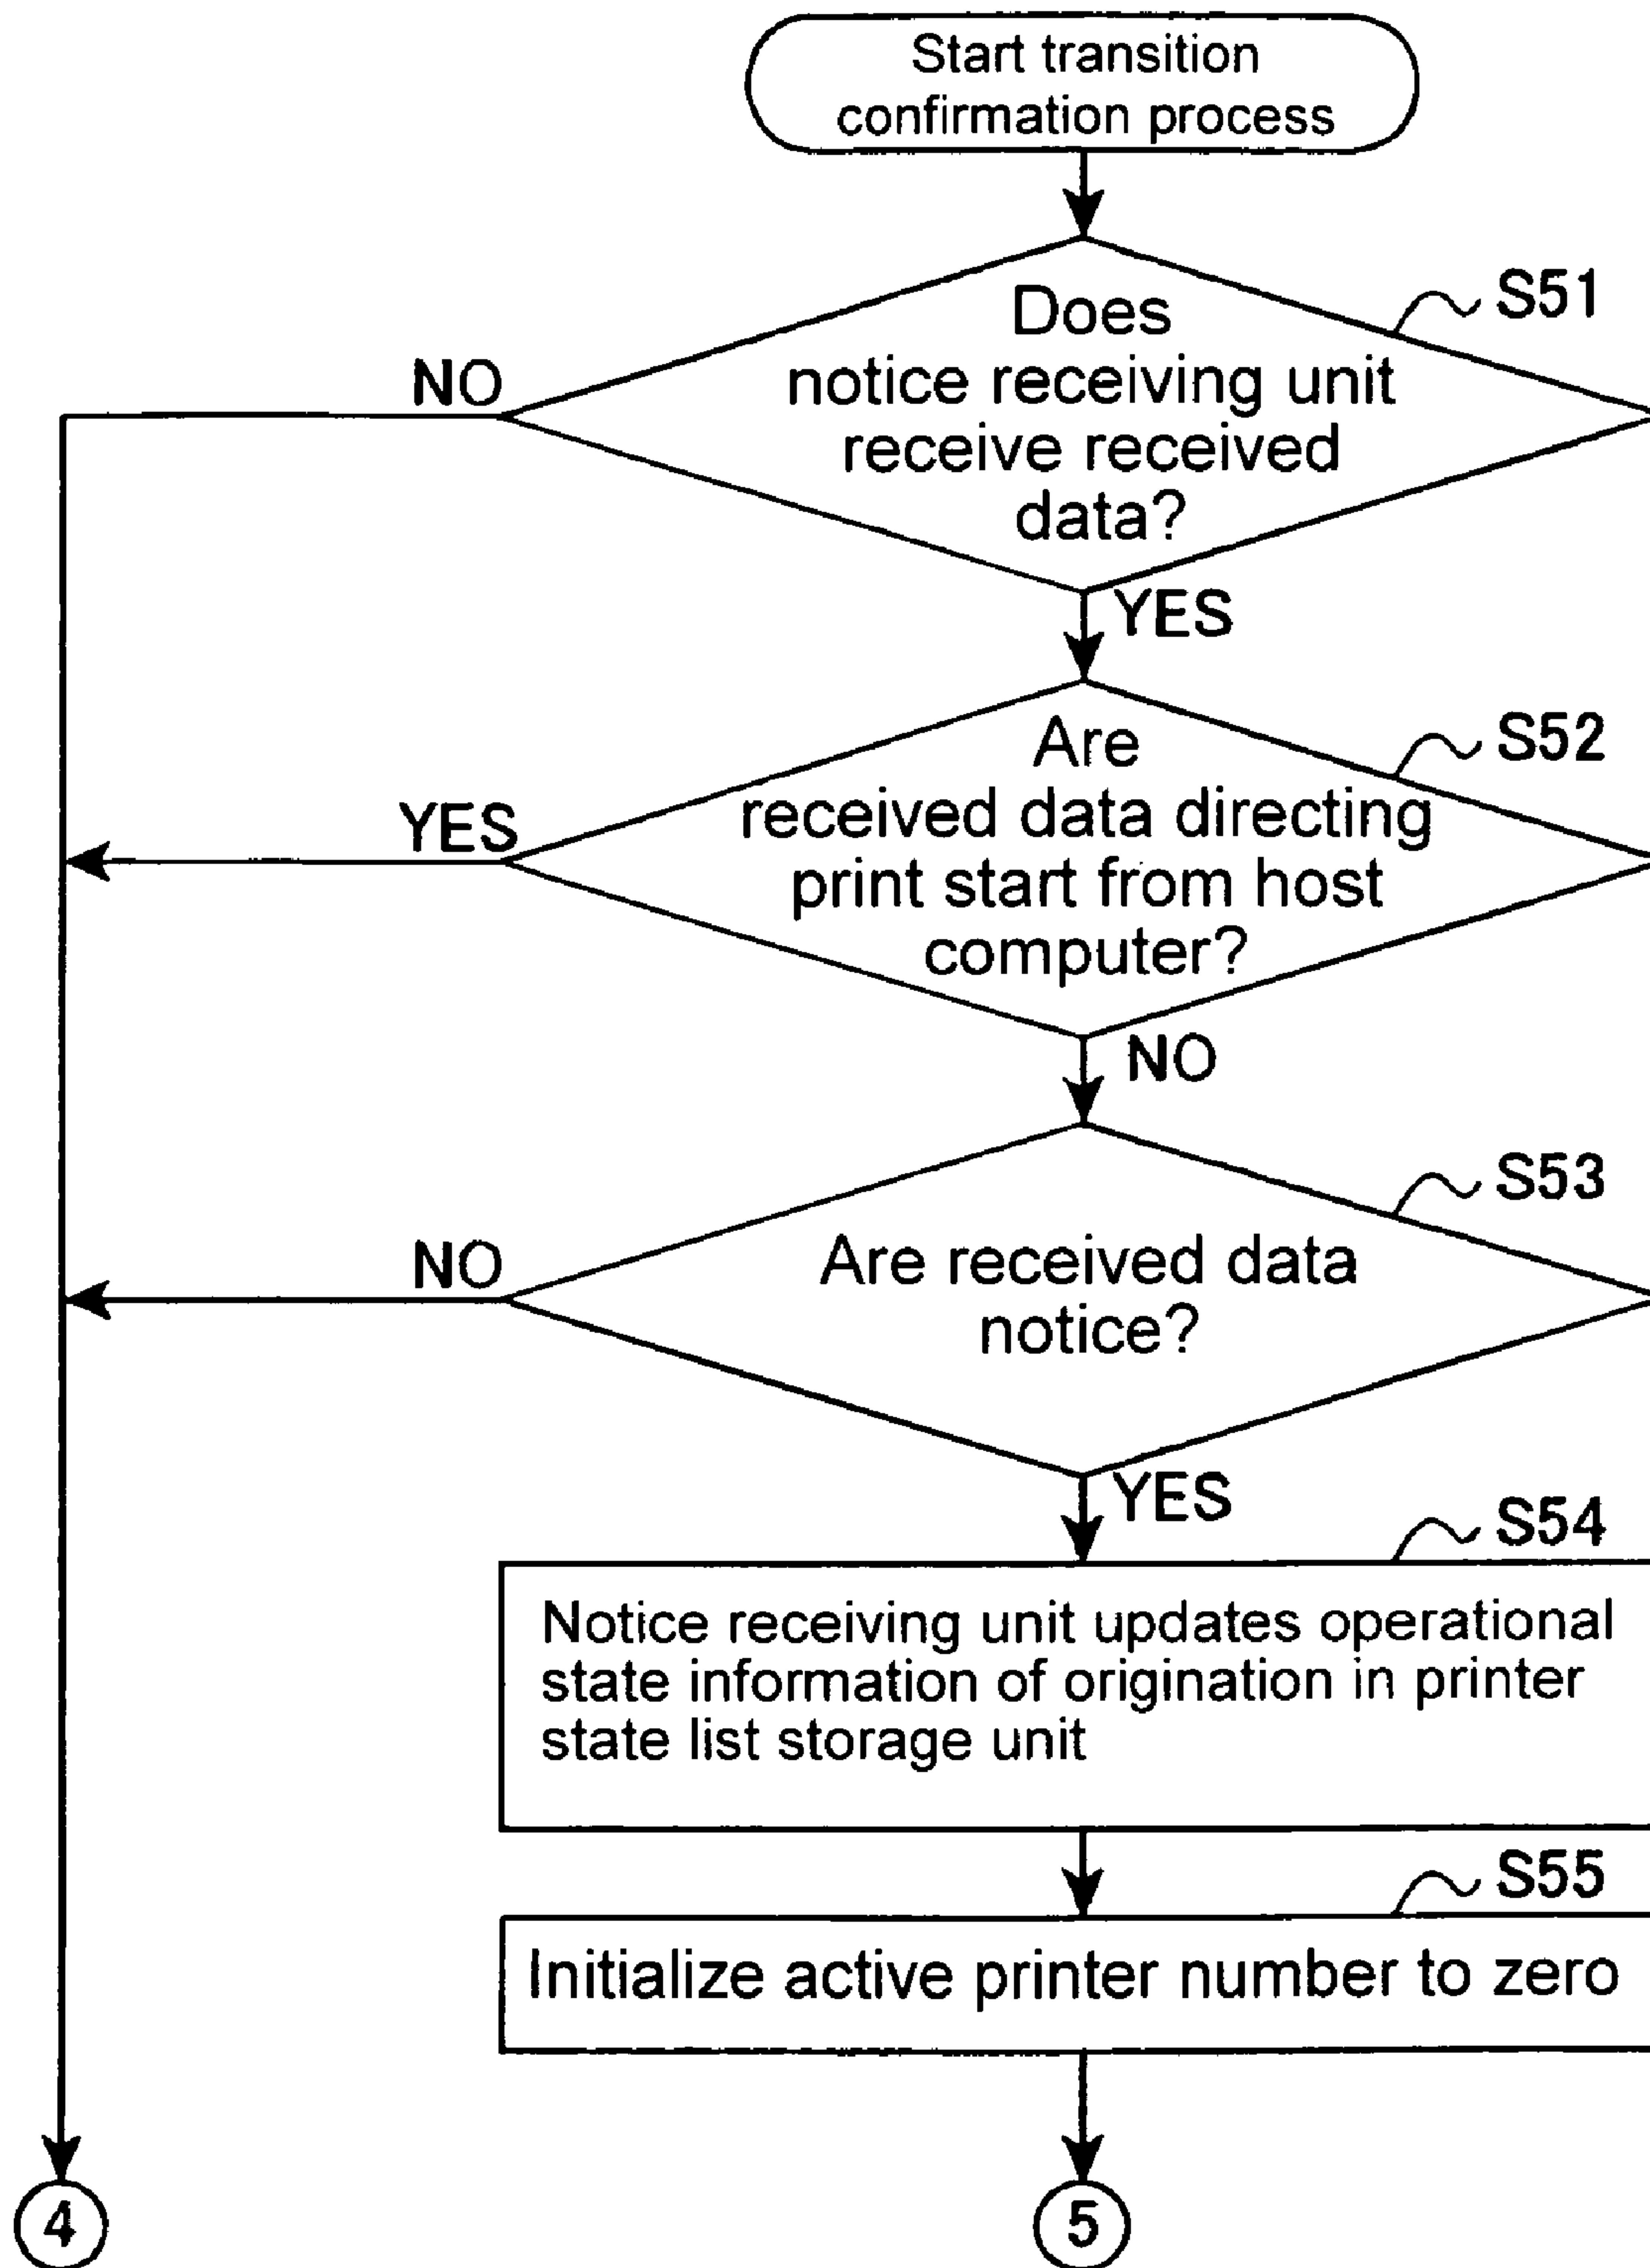 Start transition
confirmation process
S51
Does
notice receiving unit
receive received
data?
NO
YES
S52
Are
received data directing
print start from host
computer?
YES
NO
S53
Are received data
notice?
NO
YES
S54
Notice receiving unit updates operational
state information of origination in printer
state list storage unit
S55
Initialize active printer number to zero
4
5